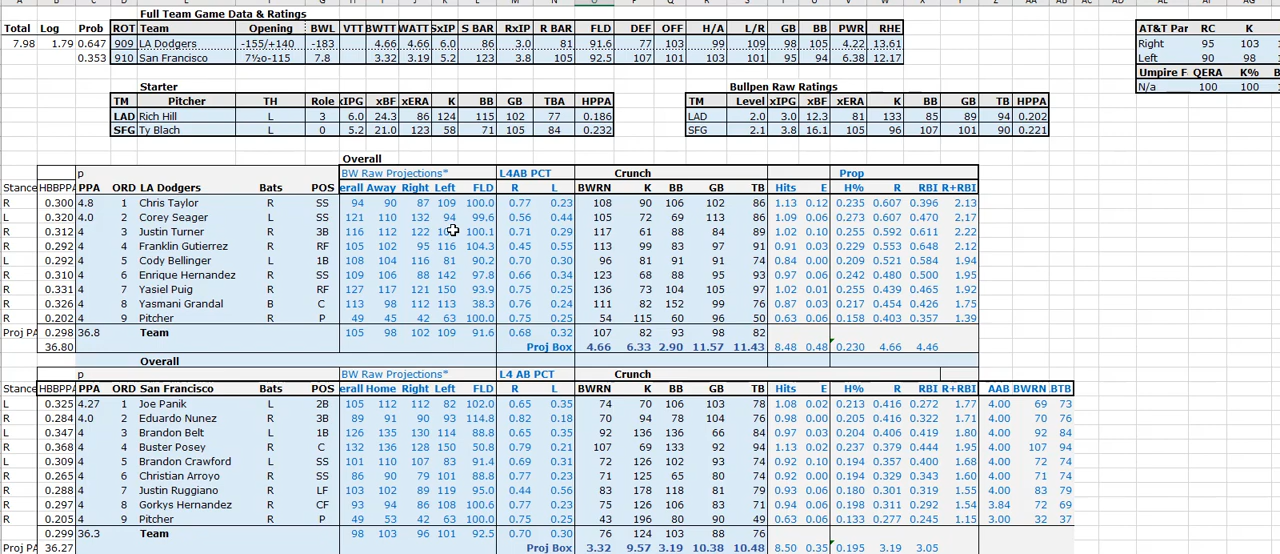 A B C D E F H I J K L M N O P Q R S T U V W X Y Z AA AB AC AD AE AF AG
Full Team Game Data & Ratings
Total Log Prob ROT Team Opening BWL VTT BWTT WATT SxIP S BAR RxIP R BAR FLD DEF OFF H/A L/R GB BB PWR RHE AT&T Par RC K
7.98 1.79 0.647 909 LA Dodgers -155/+140 -183 4.66 4.66 6.0 86 3.0 81 91.6 77 103 99 109 98 105 4.22 13.61 Right 95 103
0.353 910 San Francisco 7½o-115 7.8 3.32 3.19 5.2 123 3.8 105 92.5 107 101 103 101 95 94 6.38 12.17 Left 90 98
Umpire F QERA K%
Starter Bullpen Raw Ratings N/a 100 100
TM Pitcher TH Role xIPG xBF xERA K BB GB TBA HPPA TM Level xIPG xBF xERA K BB GB TB HPPA
LAD Rich Hill L 3 6.0 24.3 86 124 115 102 77 0.186 LAD 2.0 3.0 12.3 81 133 85 89 94 0.202
SFG Ty Blach L 0 5.2 21.0 123 58 71 105 84 0.232 SFG 2.1 3.8 16.1 105 96 107 101 90 0.221
Overall
p BW Raw Projections* L4AB PCT Crunch Prop
Stance HBBPPA PPA ORD LA Dodgers Bats POS erall Away Right Left FLD R L BWRN K BB GB TB Hits E H% R RBI R+RBI
R 0.300 4.8 1 Chris Taylor R SS 94 90 87 109 100.0 0.77 0.23 108 90 106 102 86 1.13 0.12 0.235 0.607 0.396 2.13
L 0.320 4.0 2 Corey Seager L SS 121 110 132 94 99.6 0.56 0.44 105 72 69 113 86 1.09 0.06 0.273 0.608 0.470 2.17
R 0.312 4 3 Justin Turner R 3B 116 112 122 100.1 0.71 0.29 117 61 88 84 89 1.02 0.10 0.255 0.592 0.611 2.22
R 0.292 4 4 Franklin Gutierrez R RF 105 102 95 116 104.3 0.45 0.55 113 99 83 97 91 0.91 0.03 0.229 0.553 0.648 2.12
L 0.292 4 5 Cody Bellinger L 1B 108 104 116 81 90.2 0.70 0.30 96 81 91 91 74 0.84 0.00 0.209 0.521 0.584 1.94
R 0.310 4 6 Enrique Hernandez R SS 109 106 88 142 97.8 0.66 0.34 123 68 88 93 95 0.97 0.06 0.242 0.480 0.500 1.95
R 0.331 4 7 Yasiel Puig R RF 127 117 121 150 93.9 0.75 0.25 136 73 104 75 95 1.02 0.01 0.255 0.439 0.465 1.92
R 0.326 4 8 Yasmani Grandal B C 113 98 112 116 38.3 0.76 0.24 111 82 152 99 76 0.87 0.03 0.217 0.454 0.426 1.75
R 0.202 4 9 Pitcher R P 49 45 42 63 100.0 0.75 0.25 54 115 60 96 50 0.63 0.06 0.158 0.403 0.357 1.39
Proj PA 0.298 36.8 Team 105 98 102 109 91.6 0.68 0.32 107 82 93 98 82
36.80 Proj Box 4.66 6.33 2.90 11.57 11.43 8.48 0.48 0.230 4.66 4.46
Overall
p BW Raw Projections* L4 AB PCT Crunch
Stance HBBPPA PPA ORD San Francisco Bats POS erall Home Right Left FLD R L BWRN K BB GB TB Hits E H% R RBI R+RBI AAB BWRN .BTB
L 0.325 4.27 1 Joe Panik L 2B 105 112 112 82 102.0 0.65 0.35 74 70 106 103 78 1.08 0.02 0.213 0.416 0.272 1.77 4.00 69 73
R 0.284 4.0 2 Eduardo Nunez R 3B 89 91 90 93 114.8 0.82 0.18 70 94 78 104 76 0.98 0.00 0.205 0.416 0.322 1.71 4.00 72 74
L 0.347 4 3 Brandon Belt L 1B 126 135 130 114 88.8 0.65 0.35 92 136 136 66 84 0.97 0.03 0.204 0.406 0.419 1.80 4.00 92 84
R 0.368 4 4 Buster Posey R C 132 136 128 150 50.8 0.79 0.21 107 69 133 92 94 1.13 0.02 0.237 0.379 0.444 1.95 4.00 107 94
L 0.309 4 5 Brandon Crawford L SS 101 110 107 83 91.4 0.69 0.31 72 126 102 93 74 0.92 0.10 0.194 0.357 0.400 1.68 4.00 72 74
R 0.265 4 6 Christian Arroyo R SS 86 90 79 101 88.8 0.77 0.23 71 125 65 80 74 0.92 0.00 0.194 0.329 0.343 1.60 4.00 71 74
R 0.288 4 7 Justin Ruggiano R LF 103 102 89 119 95.0 0.44 0.56 83 178 118 81 79 0.93 0.06 0.180 0.301 0.319 1.55 4.00 83 79
R 0.297 4 8 Gorkys Hernandez R CF 93 94 86 108 100.6 0.77 0.23 75 126 106 83 71 0.94 0.06 0.198 0.311 0.292 1.54 3.84 72 69
R 0.205 4 9 Pitcher R P 49 53 42 63 100.0 0.75 0.25 43 196 80 90 49 0.63 0.06 0.133 0.277 0.245 1.15 3.00 32 37
0.299 36.3 Team 98 103 96 101 92.5 0.70 0.30 76 124 103 88 76
Proj PA 36.27 Proj Box 3.32 9.57 3.19 10.38 10.48 8.50 0.35 0.195 3.19 3.05